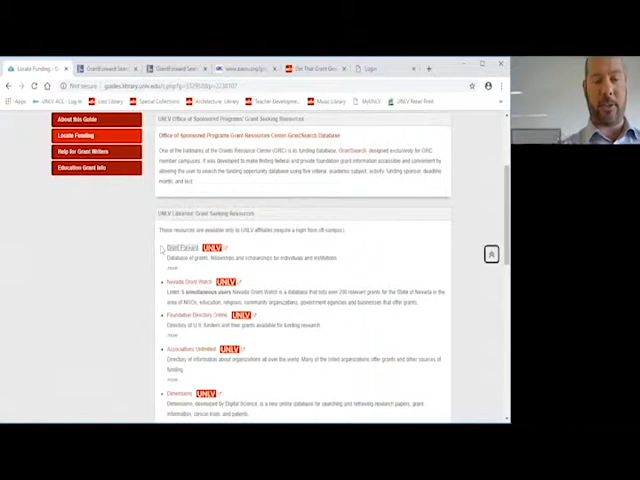 Locate Funding - 
GrantForward Sear
GrantForward Sear
www.aascu.org/g
Get That Grant
Login
Not secure | guides.library.unlv.edu/c.php?
Apps
UNLV ACE - Log in
Lied Library
Special Collections
Architecture Library
Teacher Developme...
Music Library
MyUNLV
UNLV Retail Print
About this Guide
Locate Funding
Help for Grant Writers
Education Grant Info
UNLV Office of Sponsored Programs' Grant Seeking Resources
Office of Sponsored Programs Grant Resources Center GrantSearch Database
One of the hallmarks of the Grants Resource Center (GRC) is its funding database, GrantSearch, designed exclusively for GRC
member campuses. It was developed to make finding federal and private foundation grant information accessible and convenient by
allowing the user to search the funding opportunity database using five criteria: academic subject, activity, funding sponsor, deadline
month, and text.
UNLV Libraries' Grant Seeking Resources
These resources are available only to UNLV affiliates (require a login from off-campus).
Grant Forward UNLV
Database of grants, fellowships and scholarships for individuals and institutions.
more
Nevada Grant Watch UNLV
Limit: 5 simultaneous users Nevada Grant Watch is a database that lists over 200 relevant grants for the State of Nevada in the
area of NGOs, education, religious, community organizations, government agencies and businesses that offer grants.
Foundation Directory Online UNLV
Directory of U.S. funders and their grants available for funding research.
more
Associations Unlimited UNLV
Directory of information about organizations all over the world. Many of the listed organizations offer grants and other sources of
funding.
more
Dimensions UNLV
Dimensions, developed by Digital Science, is a new online database for searching and retrieving research papers, grant
information, clinical trials, and patents.